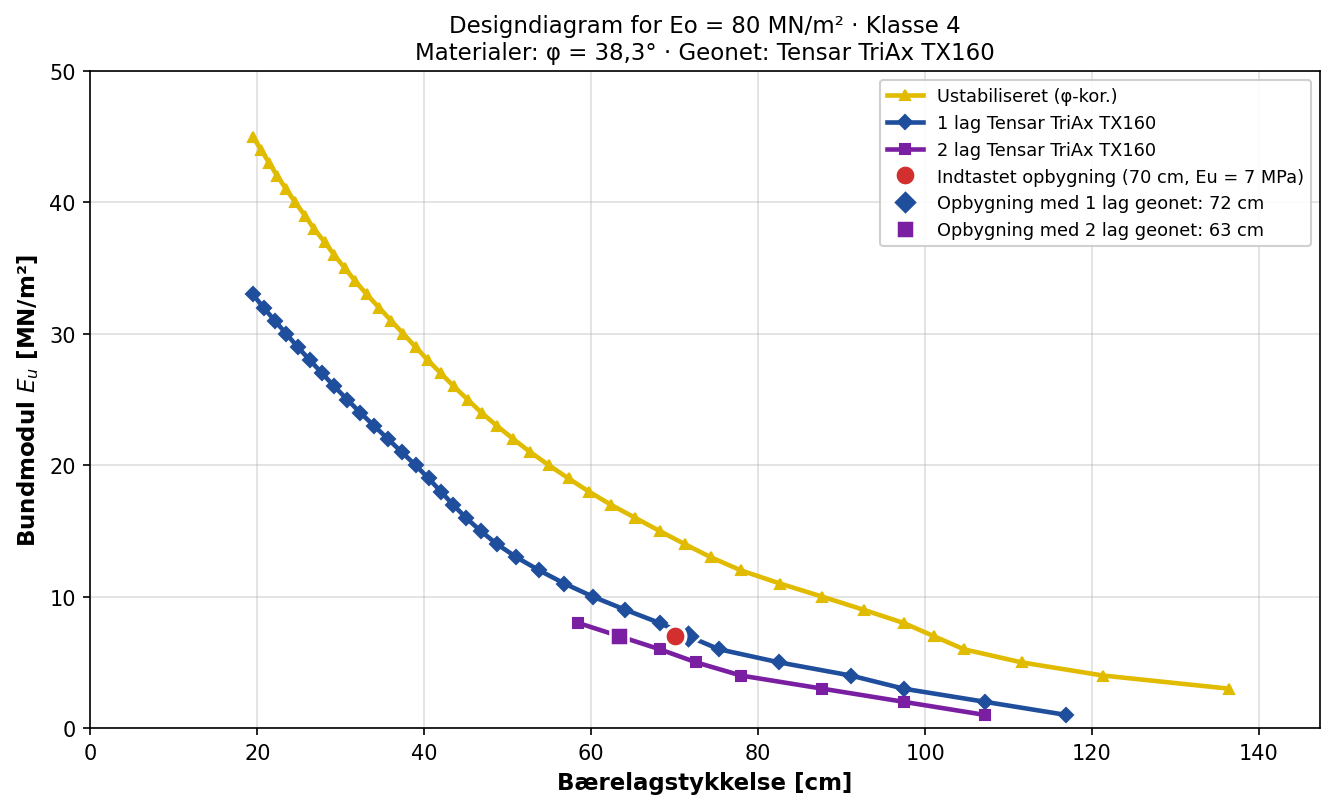 Designdiagram for Eo = 80 MN/m² · Klasse 4
Materialer: φ = 38,3° · Geonet: Tensar TriAx TX160
Ustabiliseret (φ-kor.)
1 lag Tensar TriAx TX160
2 lag Tensar TriAx TX160
Indtastet opbygning (70 cm, Eu = 7 MPa)
Opbygning med 1 lag geonet: 72 cm
Opbygning med 2 lag geonet: 63 cm
Bundmodul Eᵤ [MN/m²]
50
40
30
20
10
0
0 20 40 60 80 100 120 140
Bærelagstykkelse [cm]